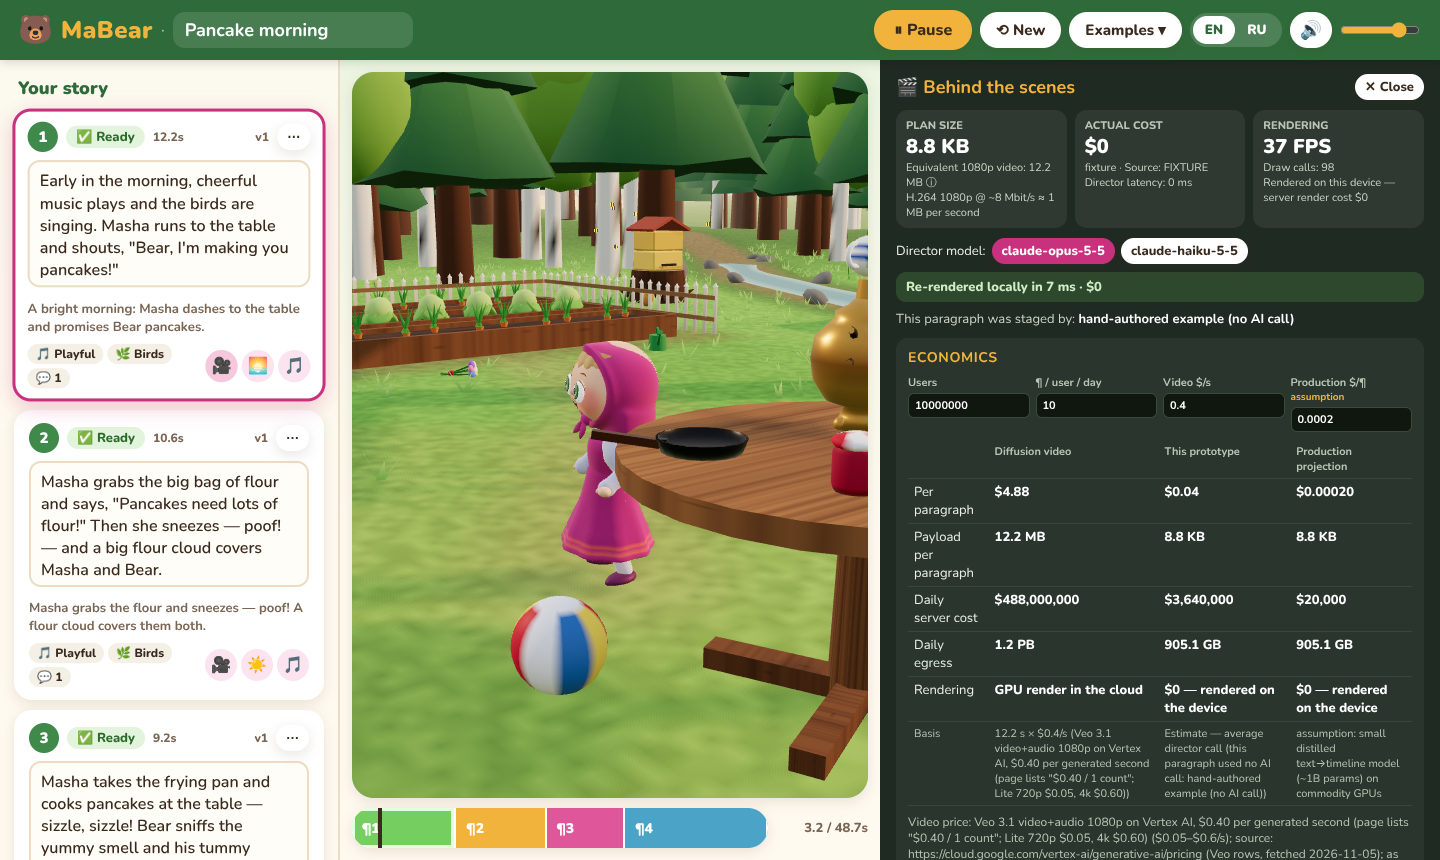 MaBear · Pancake morning
⏸ Pause
⟲ New
Examples ▾
EN RU
Your story
1 ✅ Ready 12.2s v1 ...
Early in the morning, cheerful
music plays and the birds are
singing. Masha runs to the table
and shouts, "Bear, I'm making you
pancakes!"
A bright morning: Masha dashes to the table
and promises Bear pancakes.
🎵 Playful 🌿 Birds
💬 1
2 ✅ Ready 10.6s v1 ...
Masha grabs the big bag of flour
and says, "Pancakes need lots of
flour!" Then she sneezes — poof!
— and a big flour cloud covers
Masha and Bear.
Masha grabs the flour and sneezes — poof! A
flour cloud covers them both.
🎵 Playful 🌿 Birds
💬 1
3 ✅ Ready 9.2s v1 ...
Masha takes the frying pan and
cooks pancakes at the table —
sizzle, sizzle! Bear sniffs the
yummy smell and his tummy
¶1 ¶2 ¶3 ¶4 3.2 / 48.7s
🎬 Behind the scenes
✕ Close
PLAN SIZE
8.8 KB
Equivalent 1080p video: 12.2
MB ⓘ
H.264 1080p @ ~8 Mbit/s ≈ 1
MB per second
ACTUAL COST
$0
fixture · Source: FIXTURE
Director latency: 0 ms
RENDERING
37 FPS
Draw calls: 98
Rendered on this device —
server render cost $0
Director model: claude-opus-5-5 claude-haiku-5-5
Re-rendered locally in 7 ms · $0
This paragraph was staged by: hand-authored example (no AI call)
ECONOMICS
Users
10000000
¶ / user / day
10
Video $/s
0.4
Production $/¶
assumption
0.0002
Diffusion video This prototype Production
projection
Per
paragraph
$4.88 $0.04 $0.00020
Payload
per
paragraph
12.2 MB 8.8 KB 8.8 KB
Daily
server cost
$488,000,000 $3,640,000 $20,000
Daily
egress
1.2 PB 905.1 GB 905.1 GB
Rendering
GPU render in the cloud
$0 — rendered on
the device
$0 — rendered
on the device
Basis
12.2 s × $0.4/s (Veo 3.1
video+audio 1080p on Vertex
AI, $0.40 per generated second
(page lists "$0.40 / 1 count";
Lite 720p $0.05, 4k $0.60))
Estimate — average
director call (this
paragraph used no AI
call: hand-authored
example (no AI call))
assumption: small
distilled
text→timeline model
(~1B params) on
commodity GPUs
Video price: Veo 3.1 video+audio 1080p on Vertex AI, $0.40 per generated second (page lists
"$0.40 / 1 count"; Lite 720p $0.05, 4k $0.60) ($0.05–$0.6/s); source:
https://cloud.google.com/vertex-ai/generative-ai/pricing (Veo rows, fetched 2026-11-05); as